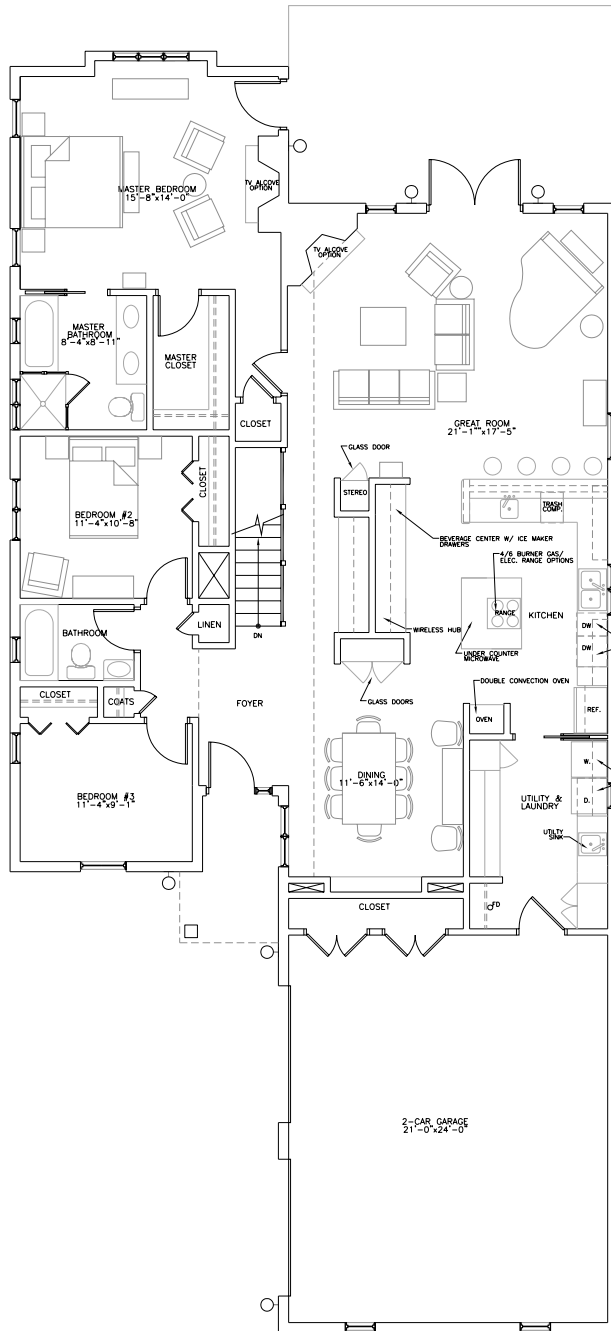 MASTER BEDROOM
15'-8"x14'-0"
TV ALCOVE
OPTION
TV ALCOVE
OPTION
MASTER
BATHROOM
8'-4"x8'-11"
MASTER
CLOSET
CLOSET
GREAT ROOM
21'-1"x17'-5"
GLASS DOOR
STEREO
TRASH
COMP.
BEDROOM #2
11'-4"x10'-8"
CLOSET
BEVERAGE CENTER W/ ICE MAKER
DRAWERS
4/6 BURNER GAS/
ELEC. RANGE OPTIONS
RANGE
KITCHEN
DW
DW
WIRELESS HUB
UNDER COUNTER
MICROWAVE
LINEN
DN
BATHROOM
CLOSET
COATS
FOYER
GLASS DOORS
DOUBLE CONVECTION OVEN
OVEN
REF.
DINING
11'-6"x14'-0"
W.
D.
UTILITY &
LAUNDRY
UTILTY
SINK
BEDROOM #3
11'-4"x9'-1"
CLOSET
FD
2-CAR GARAGE
21'-0"x24'-0"